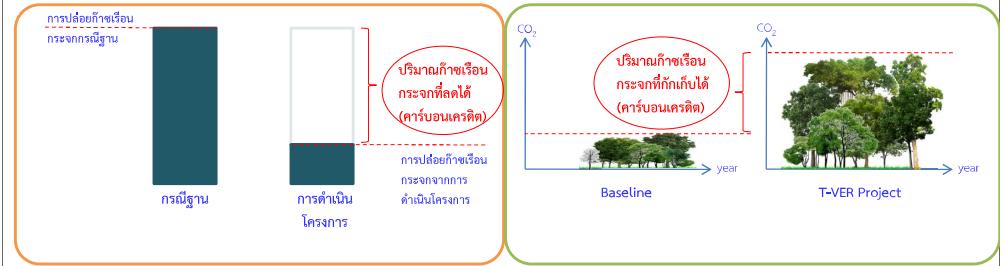 การปล่อยก๊าซเรือน
กระจกกรณีฐาน
ปริมาณก๊าซเรือน
กระจกที่ลดได้
(คาร์บอนเครดิต)
การปล่อยก๊าซเรือน
กระจกจากการ
ดำเนินโครงการ
กรณีฐาน
การดำเนิน
โครงการ
CO2
ปริมาณก๊าซเรือน
กระจกที่กักเก็บได้
(คาร์บอนเครดิต)
year
Baseline
CO2
year
T-VER Project